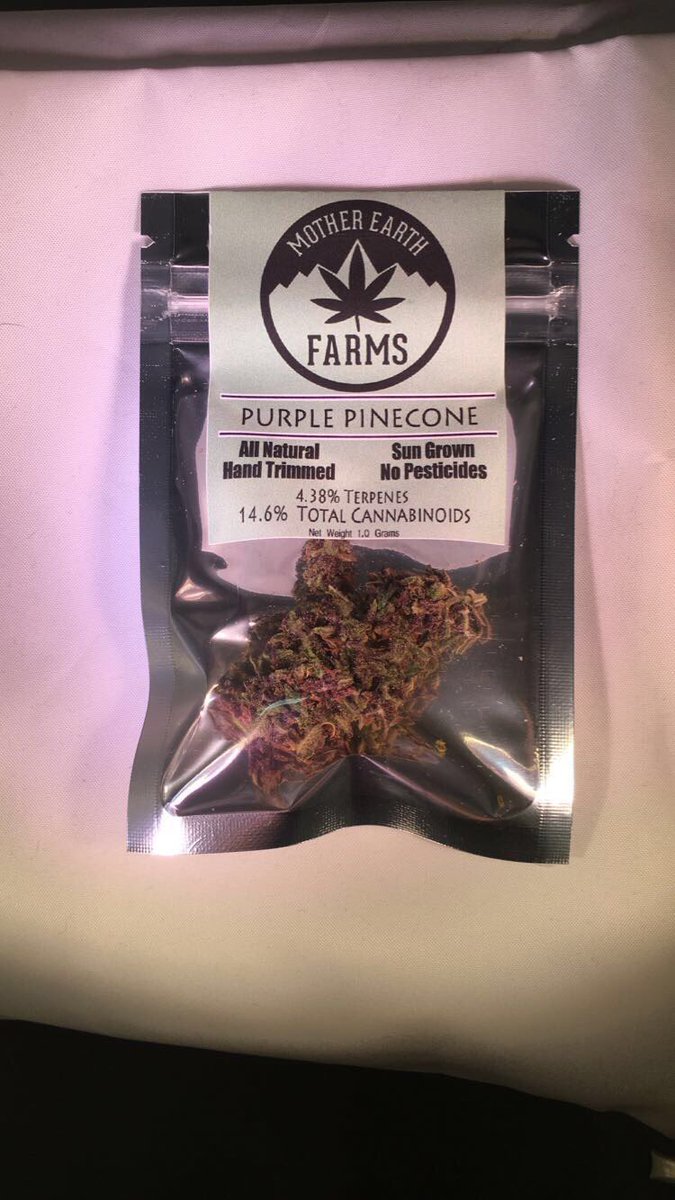 MOTHER EARTH
FARMS
PURPLE PINECONE
All Natural Sun Grown
Hand Trimmed No Pesticides
4.38% TERPENES
14.6% TOTAL CANNABINOIDS
Net Weight 1.0 Grams